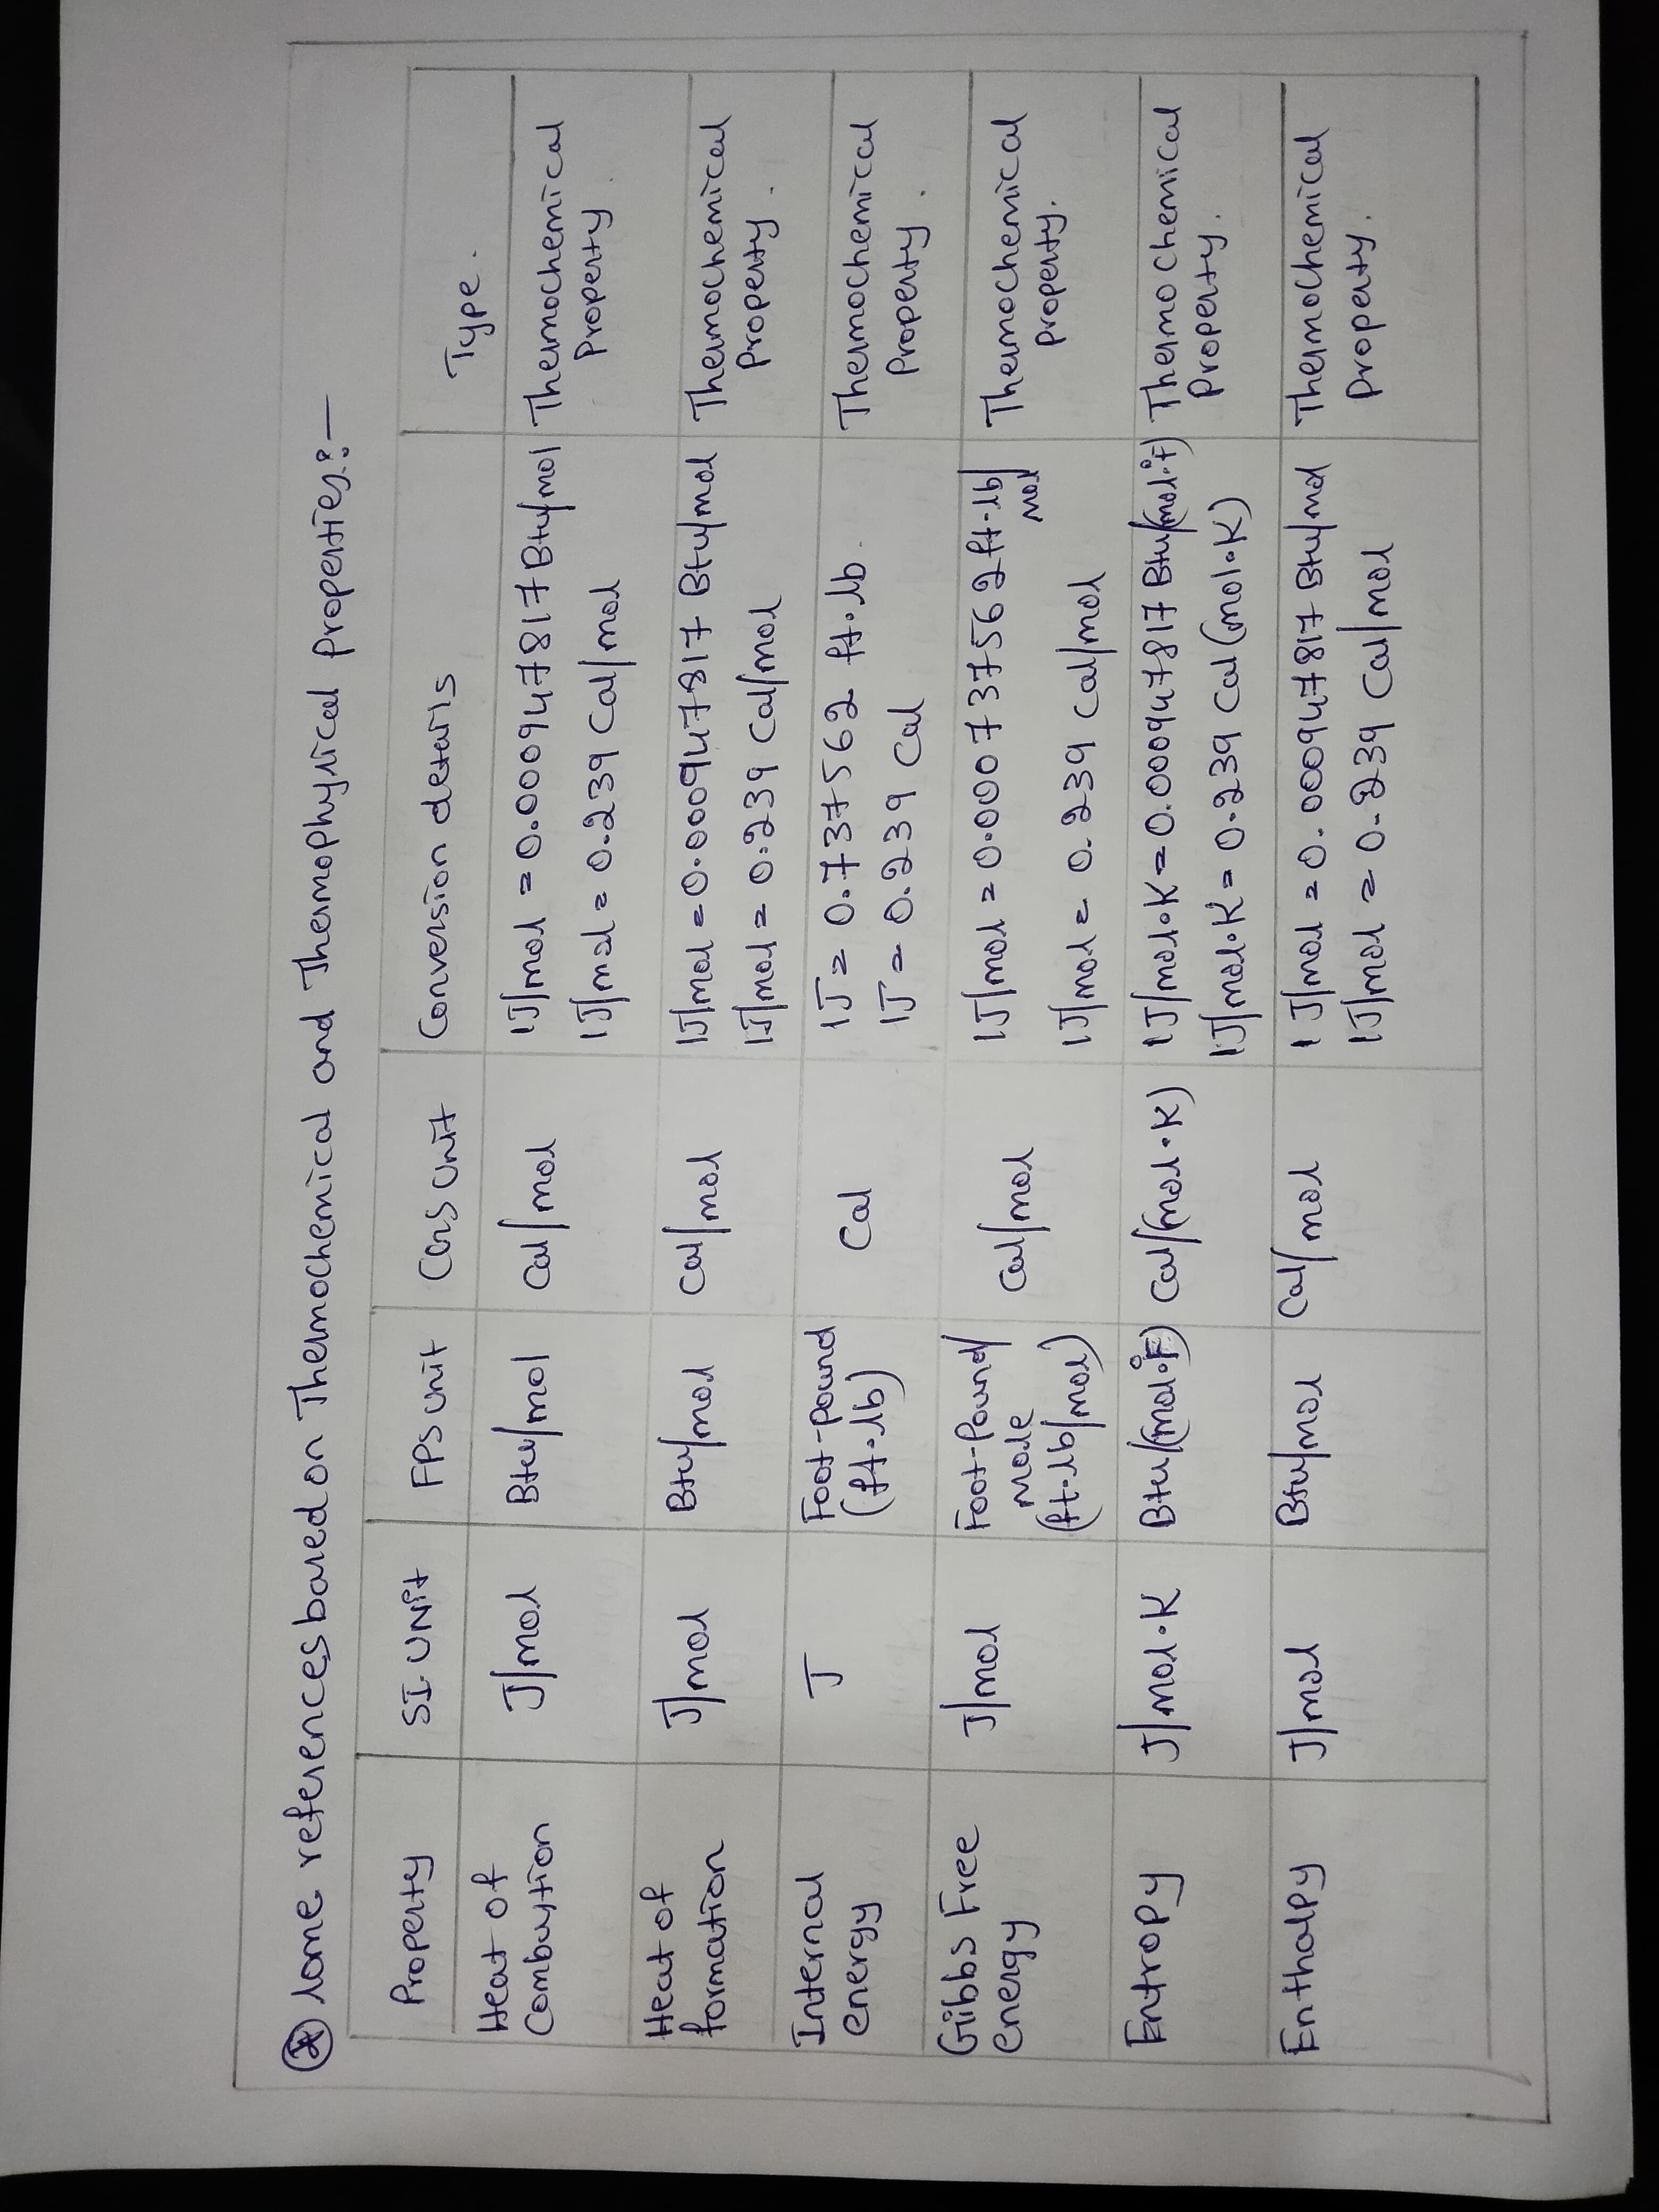 ⊛ Some references based on Thermochemical and Thermophysical Properties:-
Property SI UNit FPS Unit CGS Unit Conversion details Type.
Heat of J/mol Btu/mol Cal/mol 1J/mol = 0.000947817 Btu/mol Thermochemical
Combustion 1J/mol = 0.239 Cal/mol Property.
Heat of J/mol Btu/mol Cal/mol 1J/mol = 0.000947817 Btu/mol Thermochemical
formation 1J/mol = 0.239 Cal/mol Property.
Internal J Foot-Pound Cal 1J = 0.737562 ft.lb. Thermochemical
energy (ft.lb) 1J = 0.239 Cal Property.
Gibbs Free J/mol Foot-Pound/ Cal/mol 1J/mol = 0.000737562 ft.lb/ Thermochemical
energy mole mol Property.
(ft.lb/mol) 1J/mol = 0.239 Cal/mol
Entropy J/mol.K Btu/(mol.°F) Cal/(mol.K) 1J/mol.K = 0.000947817 Btu/(mol.°F) Thermochemical
1J/mol.K = 0.239 Cal(mol.K) Property.
Enthalpy J/mol Btu/mol Cal/mol 1J/mol = 0.000947817 Btu/mol Thermochemical
1J/mol = 0.239 Cal/mol Property.